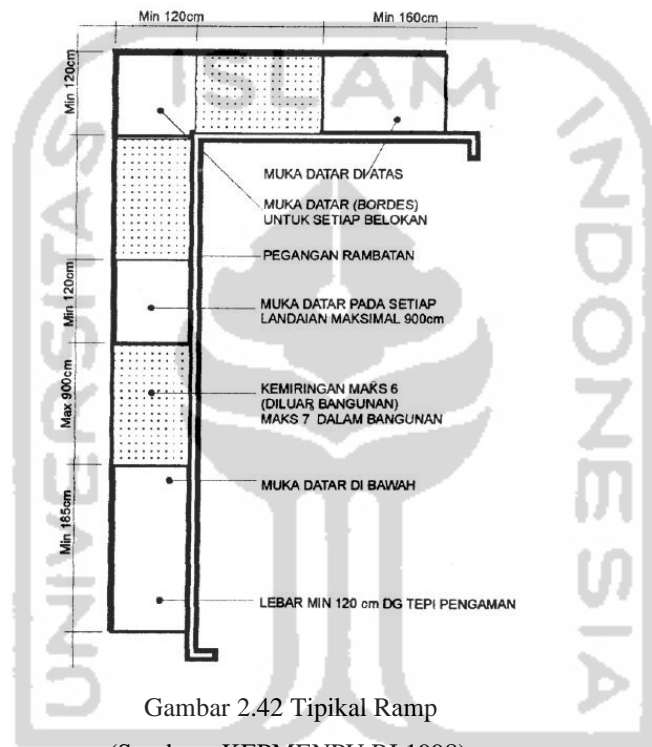 Min 120cm
Min 160cm
Min 120cm
MUKA DATAR DI ATAS
MUKA DATAR (BORDES)
UNTUK SETIAP BELOKAN
PEGANGAN RAMBATAN
Min 120cm
MUKA DATAR PADA SETIAP
LANDAIAN MAKSIMAL 900cm
Max 900cm
KEMIRINGAN MAKS 6
(DILUAR BANGUNAN)
MAKS 7 DALAM BANGUNAN
MUKA DATAR DI BAWAH
Min 185cm
LEBAR MIN 120 cm DG TEPI PENGAMAN
UNIVERSITAS
ISLAM
INDONESIA
Gambar 2.42 Tipikal Ramp